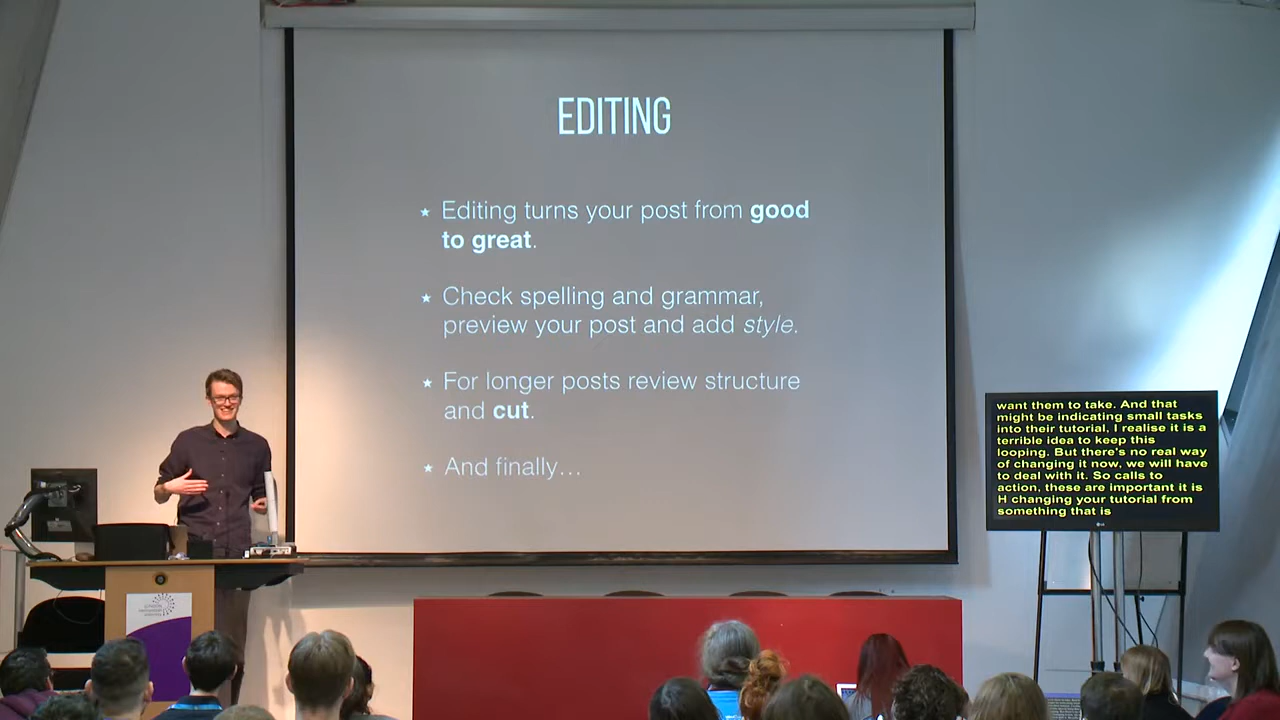 EDITING
★ Editing turns your post from good
to great.
★ Check spelling and grammar,
preview your post and add style.
★ For longer posts review structure
and cut.
★ And finally…
want them to take. And that
might be indicating small tasks
into their tutorial, I realise it is a
terrible idea to keep this
looping. But there's no real way
of changing it now, we will have
to deal with it. So calls to
action, these are important it is
H changing your tutorial from
something that is
LG